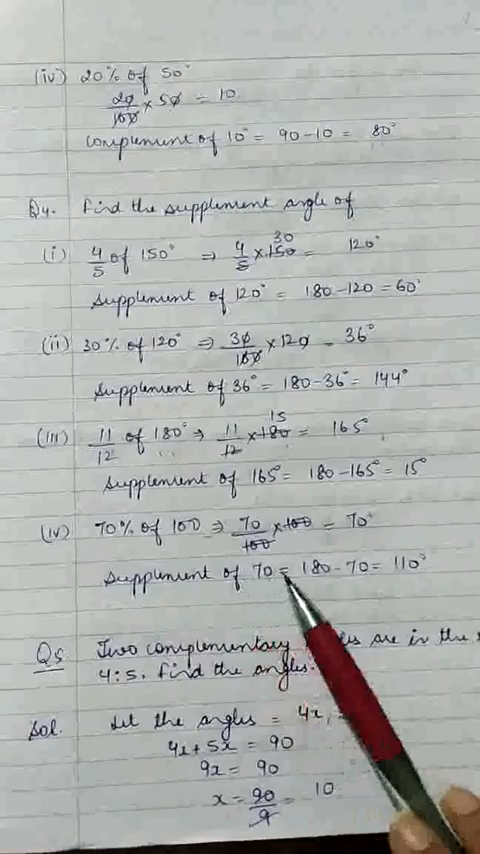 (iv) 20% of 50°
20/100 × 50 = 10
Complement of 10° = 90-10 = 80°
Q4. Find the supplement angle of
(i) 4/5 of 150° ⇒ 4/5 × 150 30 = 120°
Supplement of 120° = 180-120 = 60°
(ii) 30% of 120° ⇒ 30/100 × 120 = 36°
Supplement of 36° = 180-36° = 144°
(iii) 11/12 of 180° ⇒ 11/12 × 180 15 = 165°
Supplement of 165° = 180-165° = 15°
(iv) 70% of 100 ⇒ 70/100 × 100 = 70°
Supplement of 70 = 180-70 = 110°
Q5 Two complementary are in the
4:5. Find the angles.
Sol. Let the angles = 4x,
4x+5x = 90
9x = 90
x = 90/9 = 10